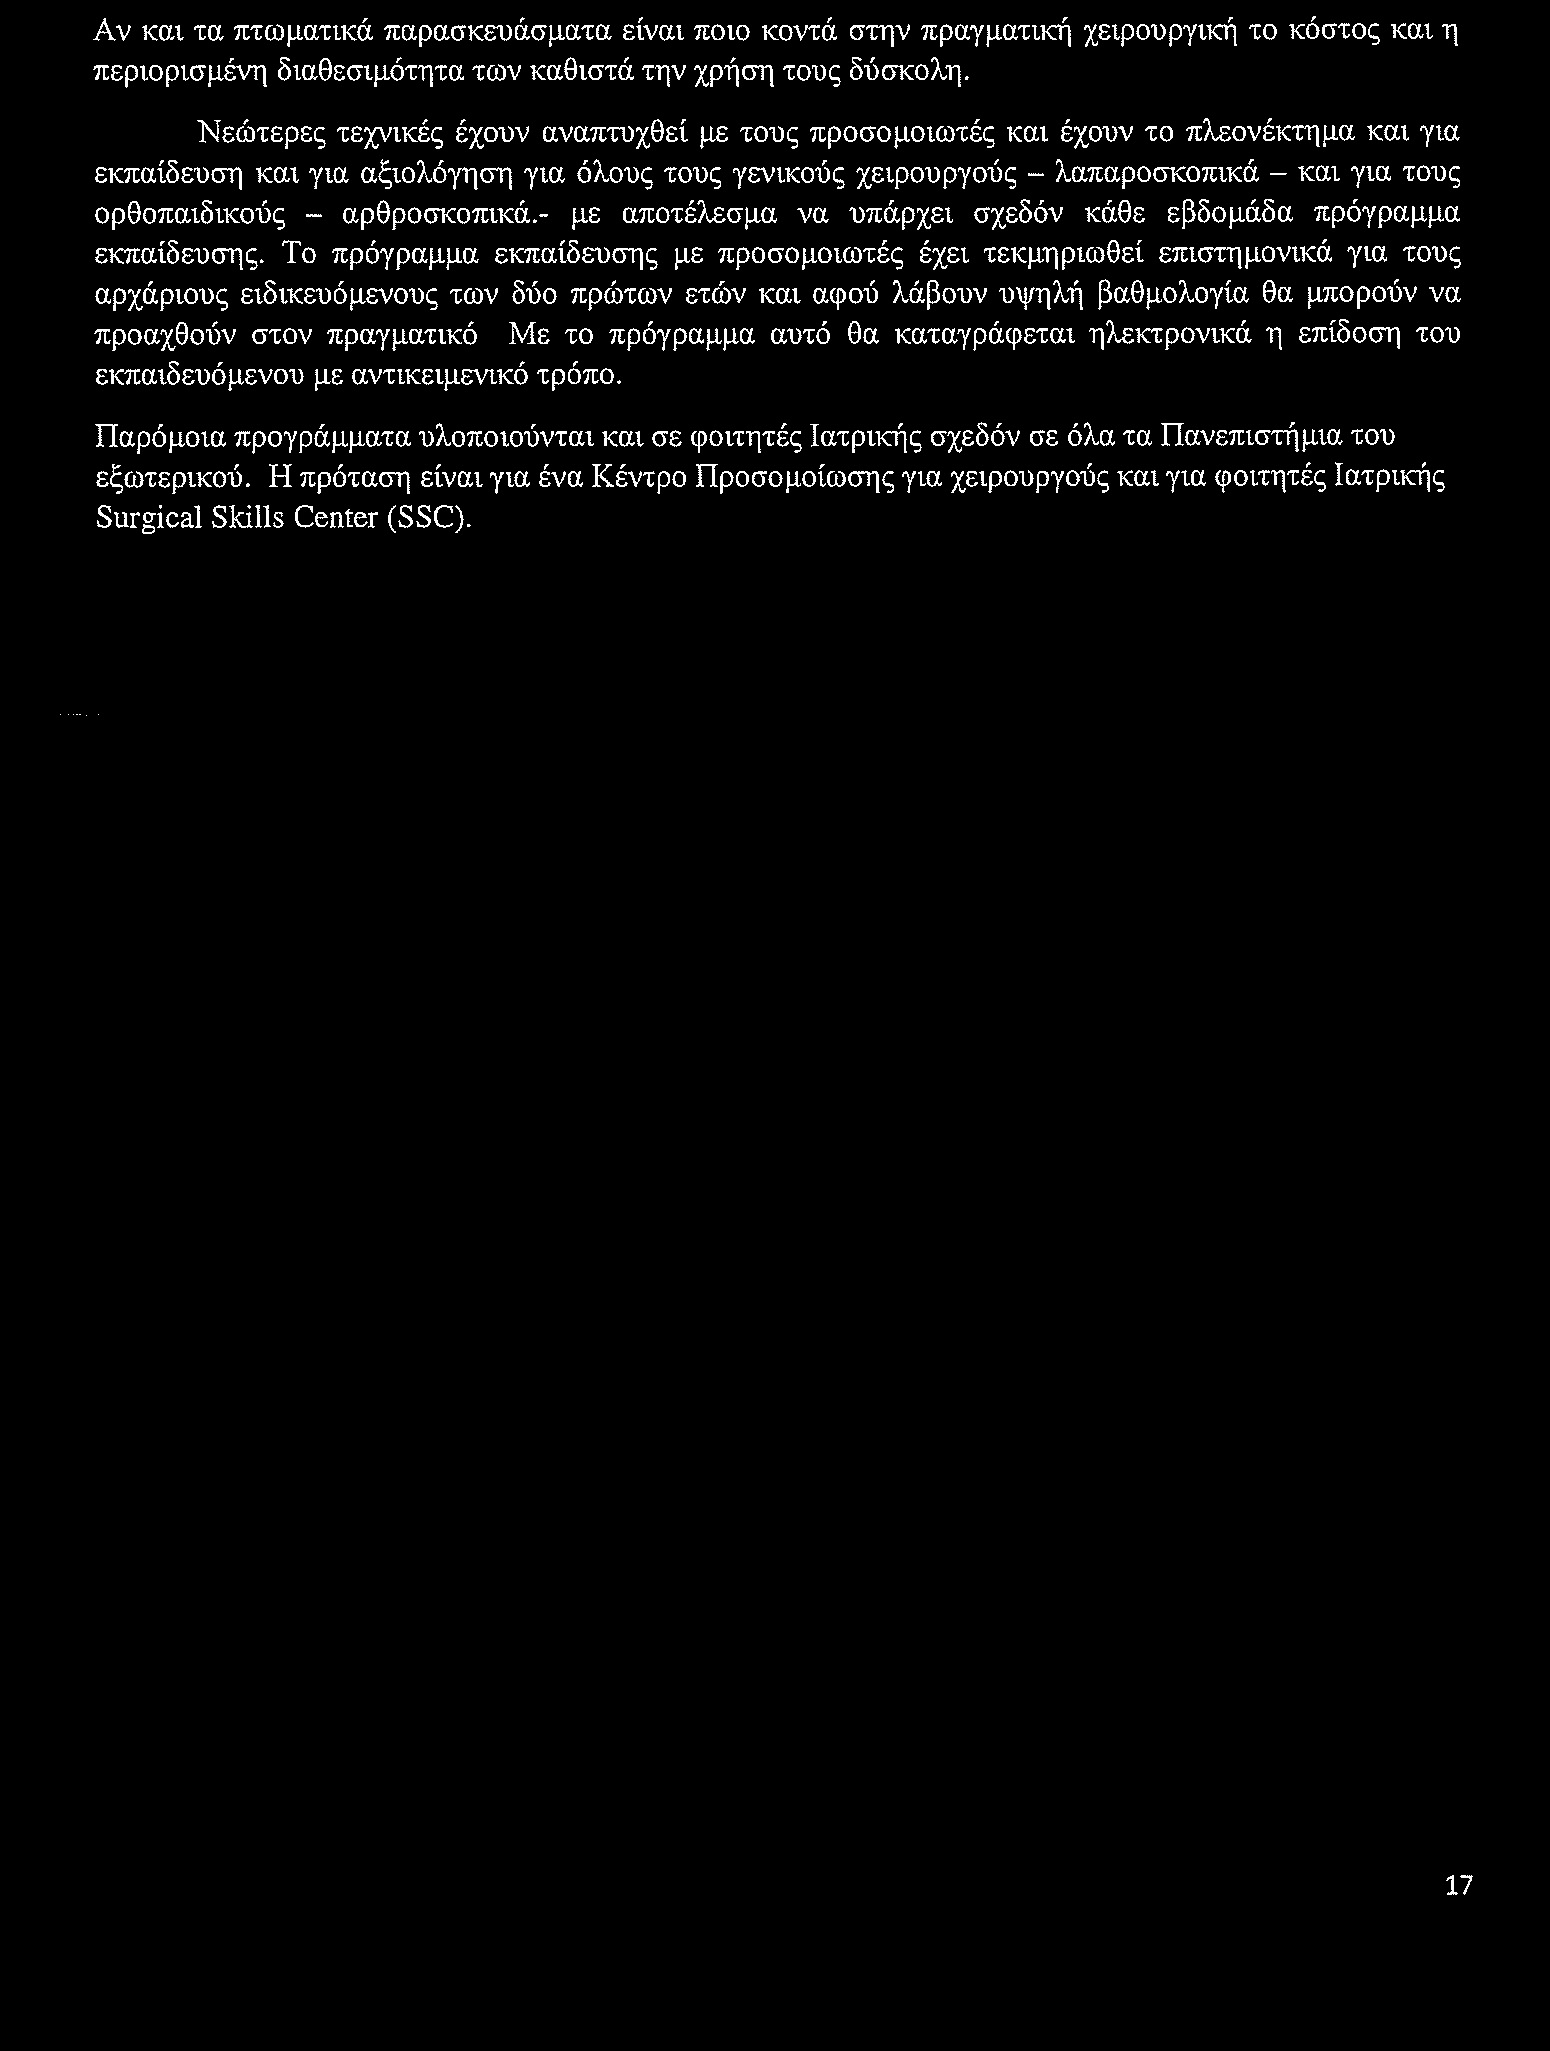 Αν και τα πτωματικά παρασκευάσματα είναι ποιο κοντά στην πραγματική χειρουργική το κόστος και η
περιορισμένη διαθεσιμότητα των καθιστά την χρήση τους δύσκολη.
Νεώτερες τεχνικές έχουν αναπτυχθεί με τους προσομοιωτές και έχουν το πλεονέκτημα και για
εκπαίδευση και για αξιολόγηση για όλους τους γενικούς χειρουργούς – λαπαροσκοπικά – και για τους
ορθοπαιδικούς – αρθροσκοπικά.- με αποτέλεσμα να υπάρχει σχεδόν κάθε εβδομάδα πρόγραμμα
εκπαίδευσης. Το πρόγραμμα εκπαίδευσης με προσομοιωτές έχει τεκμηριωθεί επιστημονικά για τους
αρχάριους ειδικευόμενους των δύο πρώτων ετών και αφού λάβουν υψηλή βαθμολογία θα μπορούν να
προαχθούν στον πραγματικό Με το πρόγραμμα αυτό θα καταγράφεται ηλεκτρονικά η επίδοση του
εκπαιδευόμενου με αντικειμενικό τρόπο.
Παρόμοια προγράμματα υλοποιούνται και σε φοιτητές Ιατρικής σχεδόν σε όλα τα Πανεπιστήμια του
εξωτερικού. Η πρόταση είναι για ένα Κέντρο Προσομοίωσης για χειρουργούς και για φοιτητές Ιατρικής
Surgical Skills Center (SSC).
17